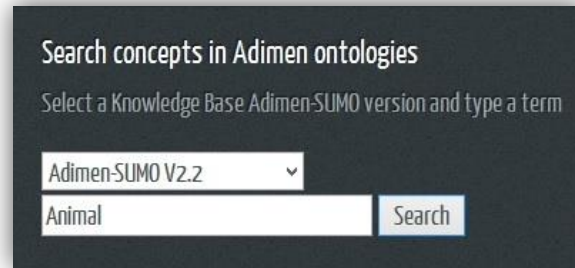 Search concepts in Adimen ontologies
Select a Knowledge Base Adimen-SUMO version and type a term
Adimen-SUMO V2.2
Animal Search